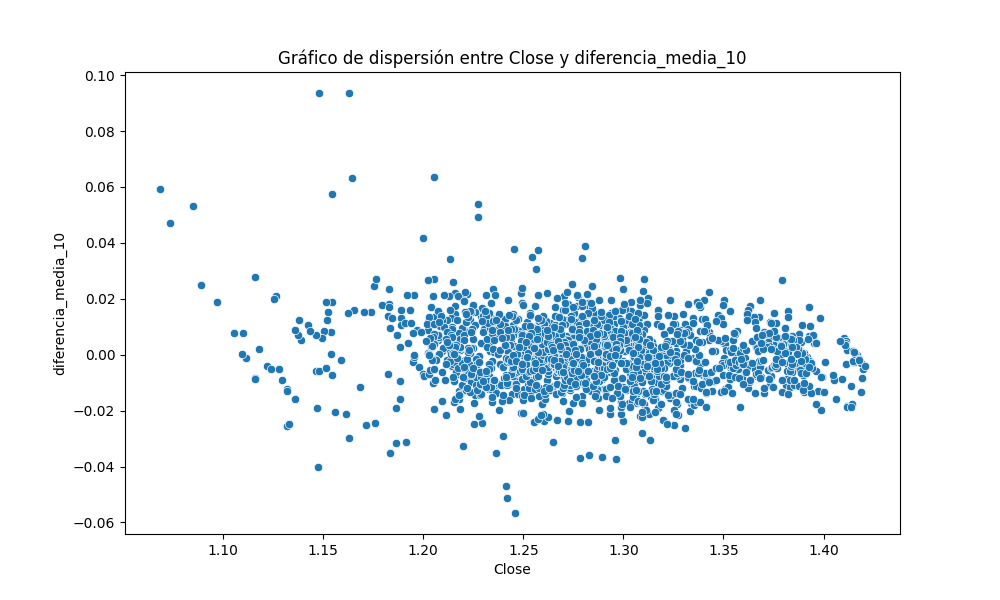 Gráfico de dispersión entre Close y diferencia_media_10
0.10
0.08
0.06
0.04
0.02
0.00
−0.02
−0.04
−0.06
diferencia_media_10
1.10 1.15 1.20 1.25 1.30 1.35 1.40
Close